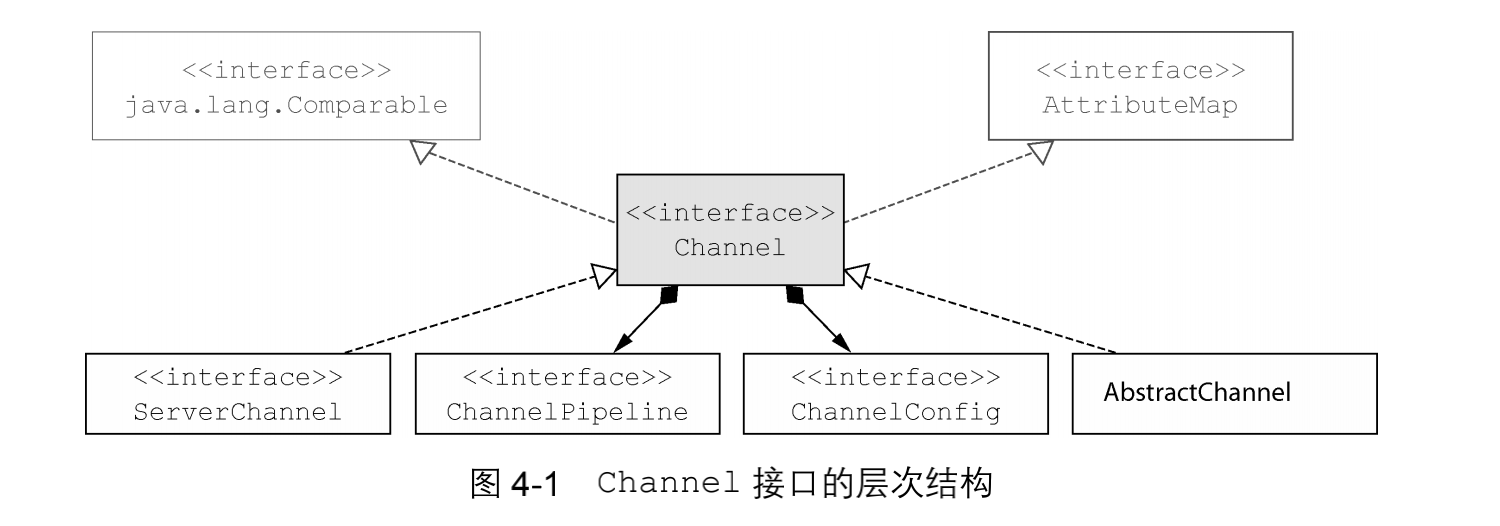 <<interface>>
java.lang.Comparable
<<interface>>
AttributeMap
<<interface>>
Channel
<<interface>>
ServerChannel
<<interface>>
ChannelPipeline
<<interface>>
ChannelConfig
AbstractChannel
图 4-1 Channel 接口的层次结构